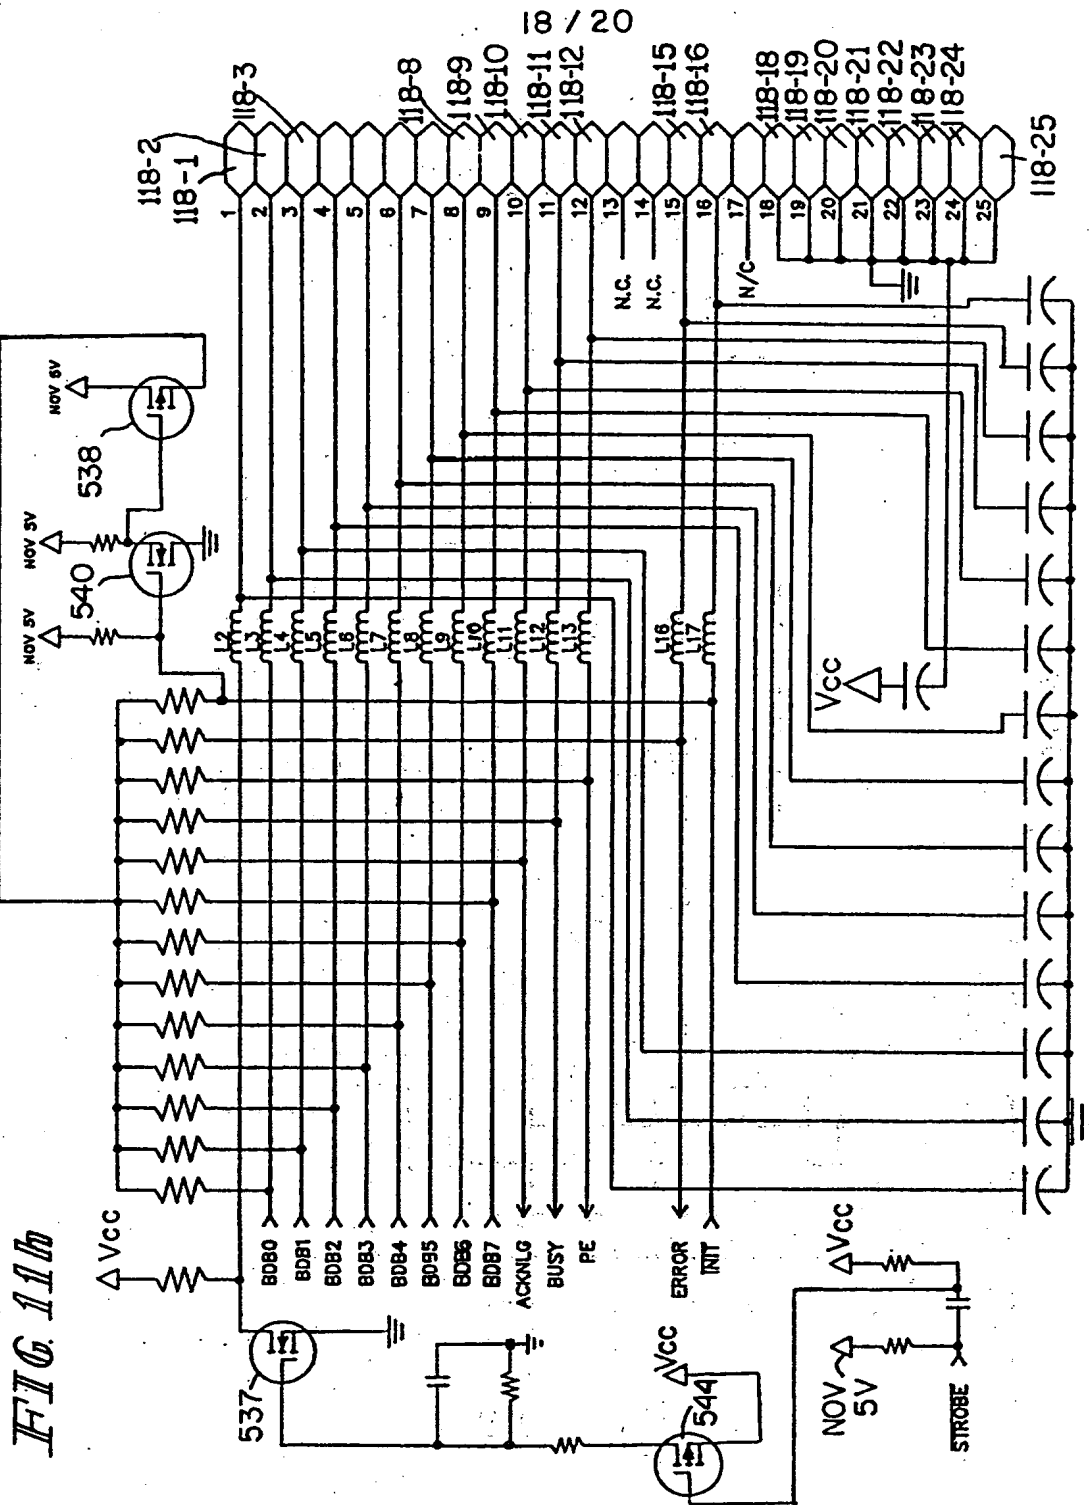 18 / 20
FIG. 11h
118-1
118-2
118-3
118-8
118-9
118-10
118-11
118-12
118-15
118-16
118-18
118-19
118-20
118-21
118-22
118-23
118-24
118-25
1
2
3
4
5
6
7
8
9
10
11
12
13
14
15
16
17
18
19
20
21
22
23
24
25
N.C.
N.C.
N/C
NOV 5V
538
NOV 5V
540
NOV 5V
L2
L3
L4
L5
L6
L7
L8
L9
L10
L11
L12
L13
L16
L17
VCC
VCC
BDB0
BDB1
BDB2
BDB3
BDB4
BDB5
BDB6
BDB7
ACKNLG
BUSY
P.E
ERROR
INIT
537
VCC
544
VCC
NOV
5V
STROBE